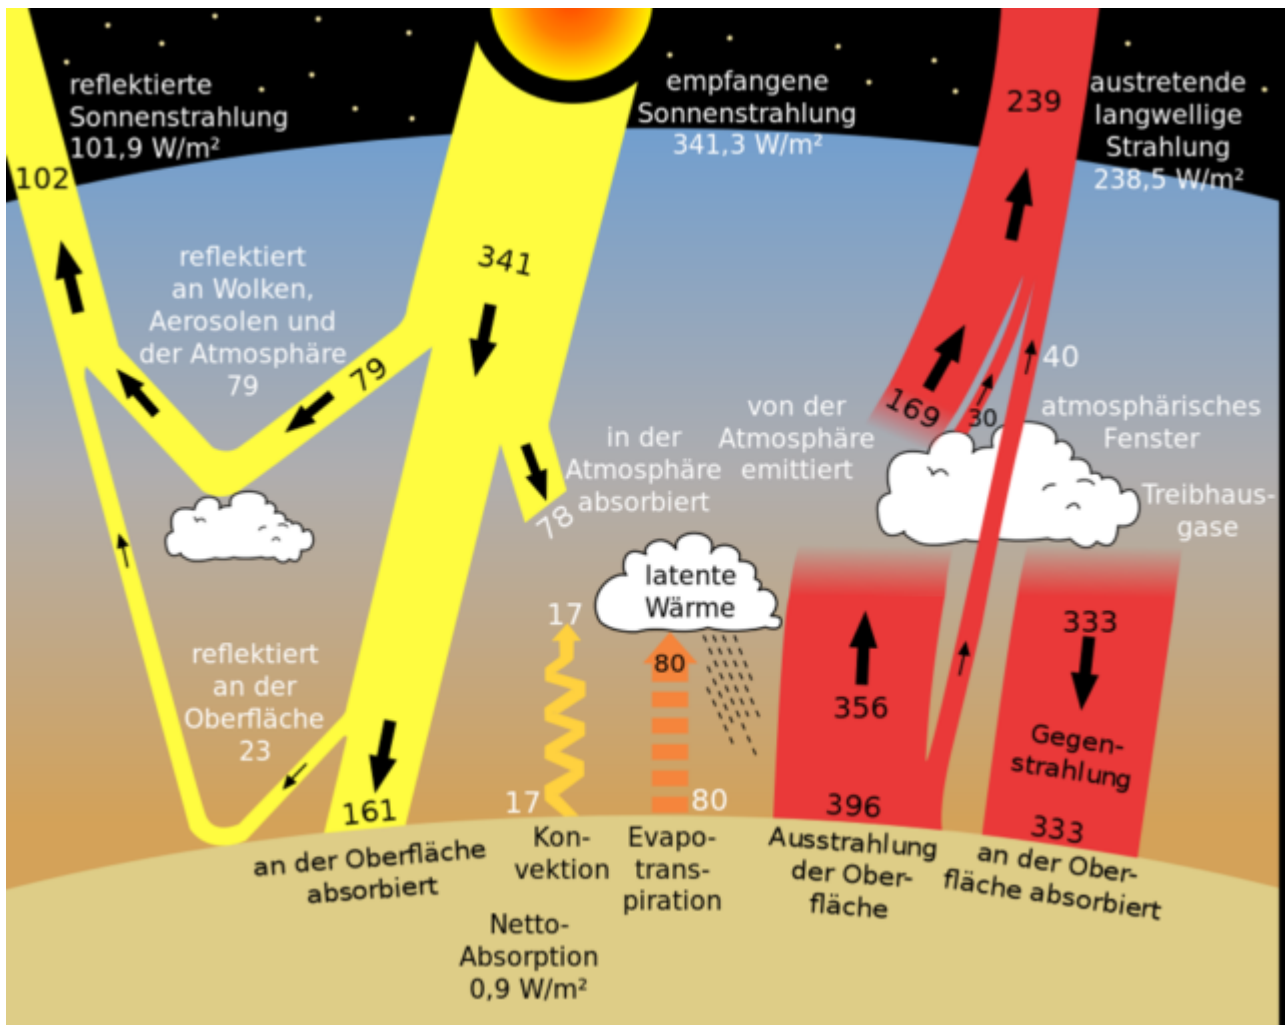 reflektierte
Sonnenstrahlung
101,9 W/m²
102
empfangene
Sonnenstrahlung
341,3 W/m²
239
austretende
langwellige
Strahlung
238,5 W/m²
341
reflektiert
an Wolken,
Aerosolen und
der Atmosphäre
79
79
78
in der
Atmosphäre
absorbiert
von der
Atmosphäre
emittiert
169
30
40
atmosphärisches
Fenster
Treibhaus-
gase
latente
Wärme
17
80
356
333
Gegen-
strahlung
reflektiert
an der
Oberfläche
23
161
17
80
396
333
an der Oberfläche
absorbiert
Kon-
vektion
Evapo-
trans-
piration
Ausstrahlung
der Ober-
fläche
an der Ober-
fläche absorbiert
Netto-
Absorption
0,9 W/m²